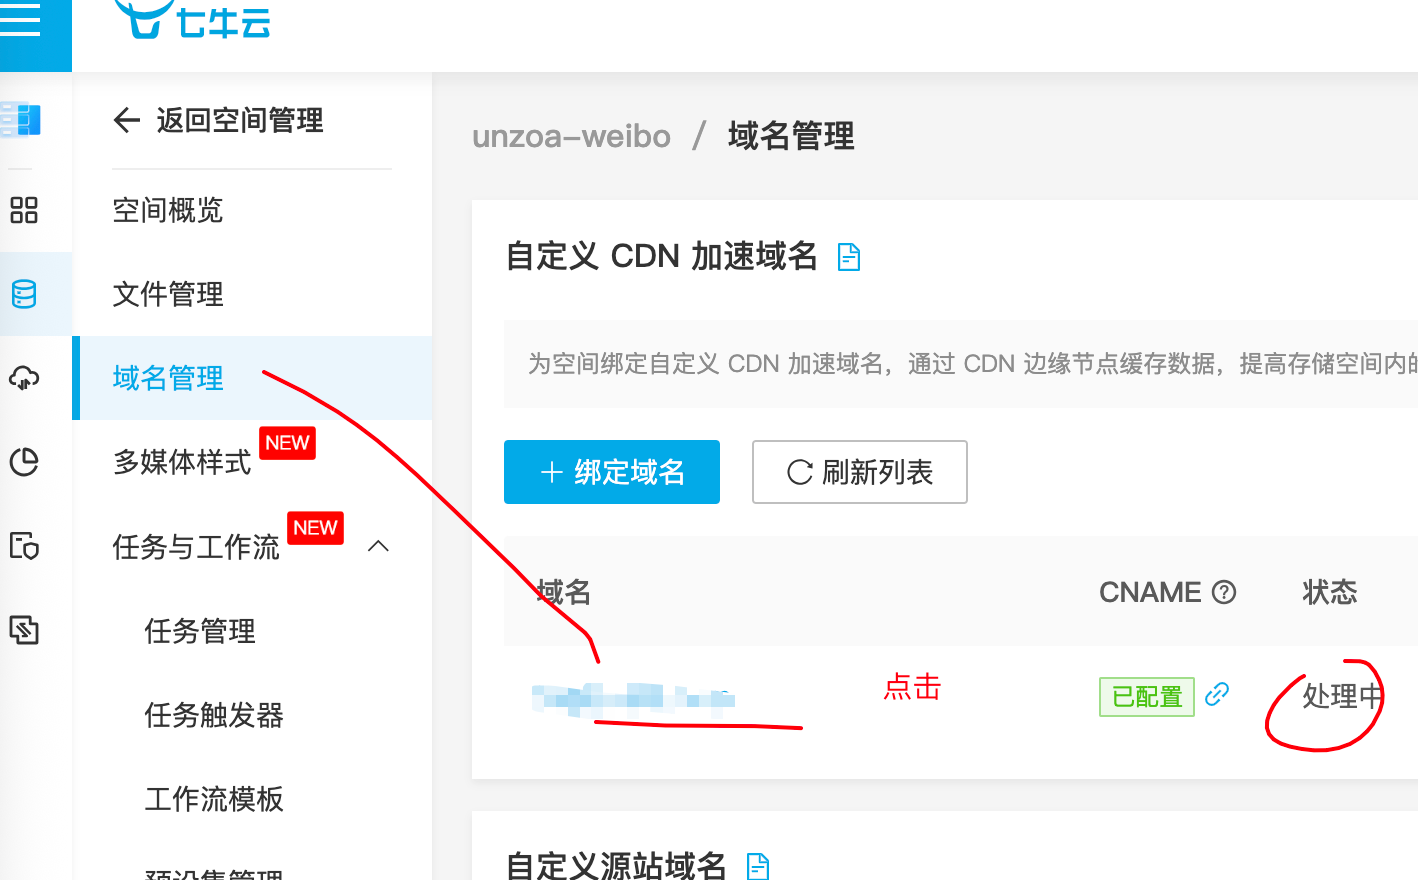 七牛云
返回空间管理
空间概览
文件管理
域名管理
多媒体样式 NEW
任务与工作流 NEW
任务管理
任务触发器
工作流模板
预设集管理
unzoa-weibo / 域名管理
自定义 CDN 加速域名
为空间绑定自定义 CDN 加速域名，通过 CDN 边缘节点缓存数据，提高存储空间内的
+ 绑定域名 刷新列表
域名 CNAME 状态
点击 已配置 处理中
自定义源站域名